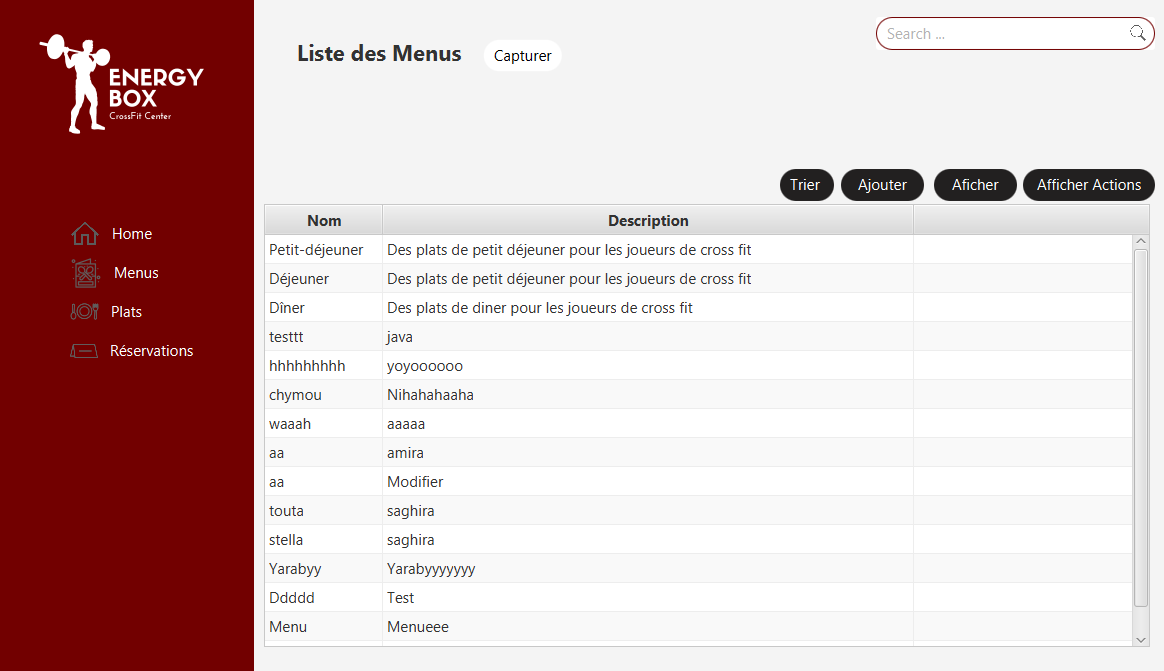 ENERGY
BOX
CrossFit Center
Home
Menus
Plats
Réservations
Liste des Menus
Capturer
Search ...
Trier
Ajouter
Aficher
Afficher Actions
Nom Description
Petit-déjeuner Des plats de petit déjeuner pour les joueurs de cross fit
Déjeuner Des plats de petit déjeuner pour les joueurs de cross fit
Dîner Des plats de diner pour les joueurs de cross fit
testtt java
hhhhhhhhh yoyoooooo
chymou Nihahahaaha
waaah aaaaa
aa amira
aa Modifier
touta saghira
stella saghira
Yarabyy Yarabyyyyyyy
Ddddd Test
Menu Menueee